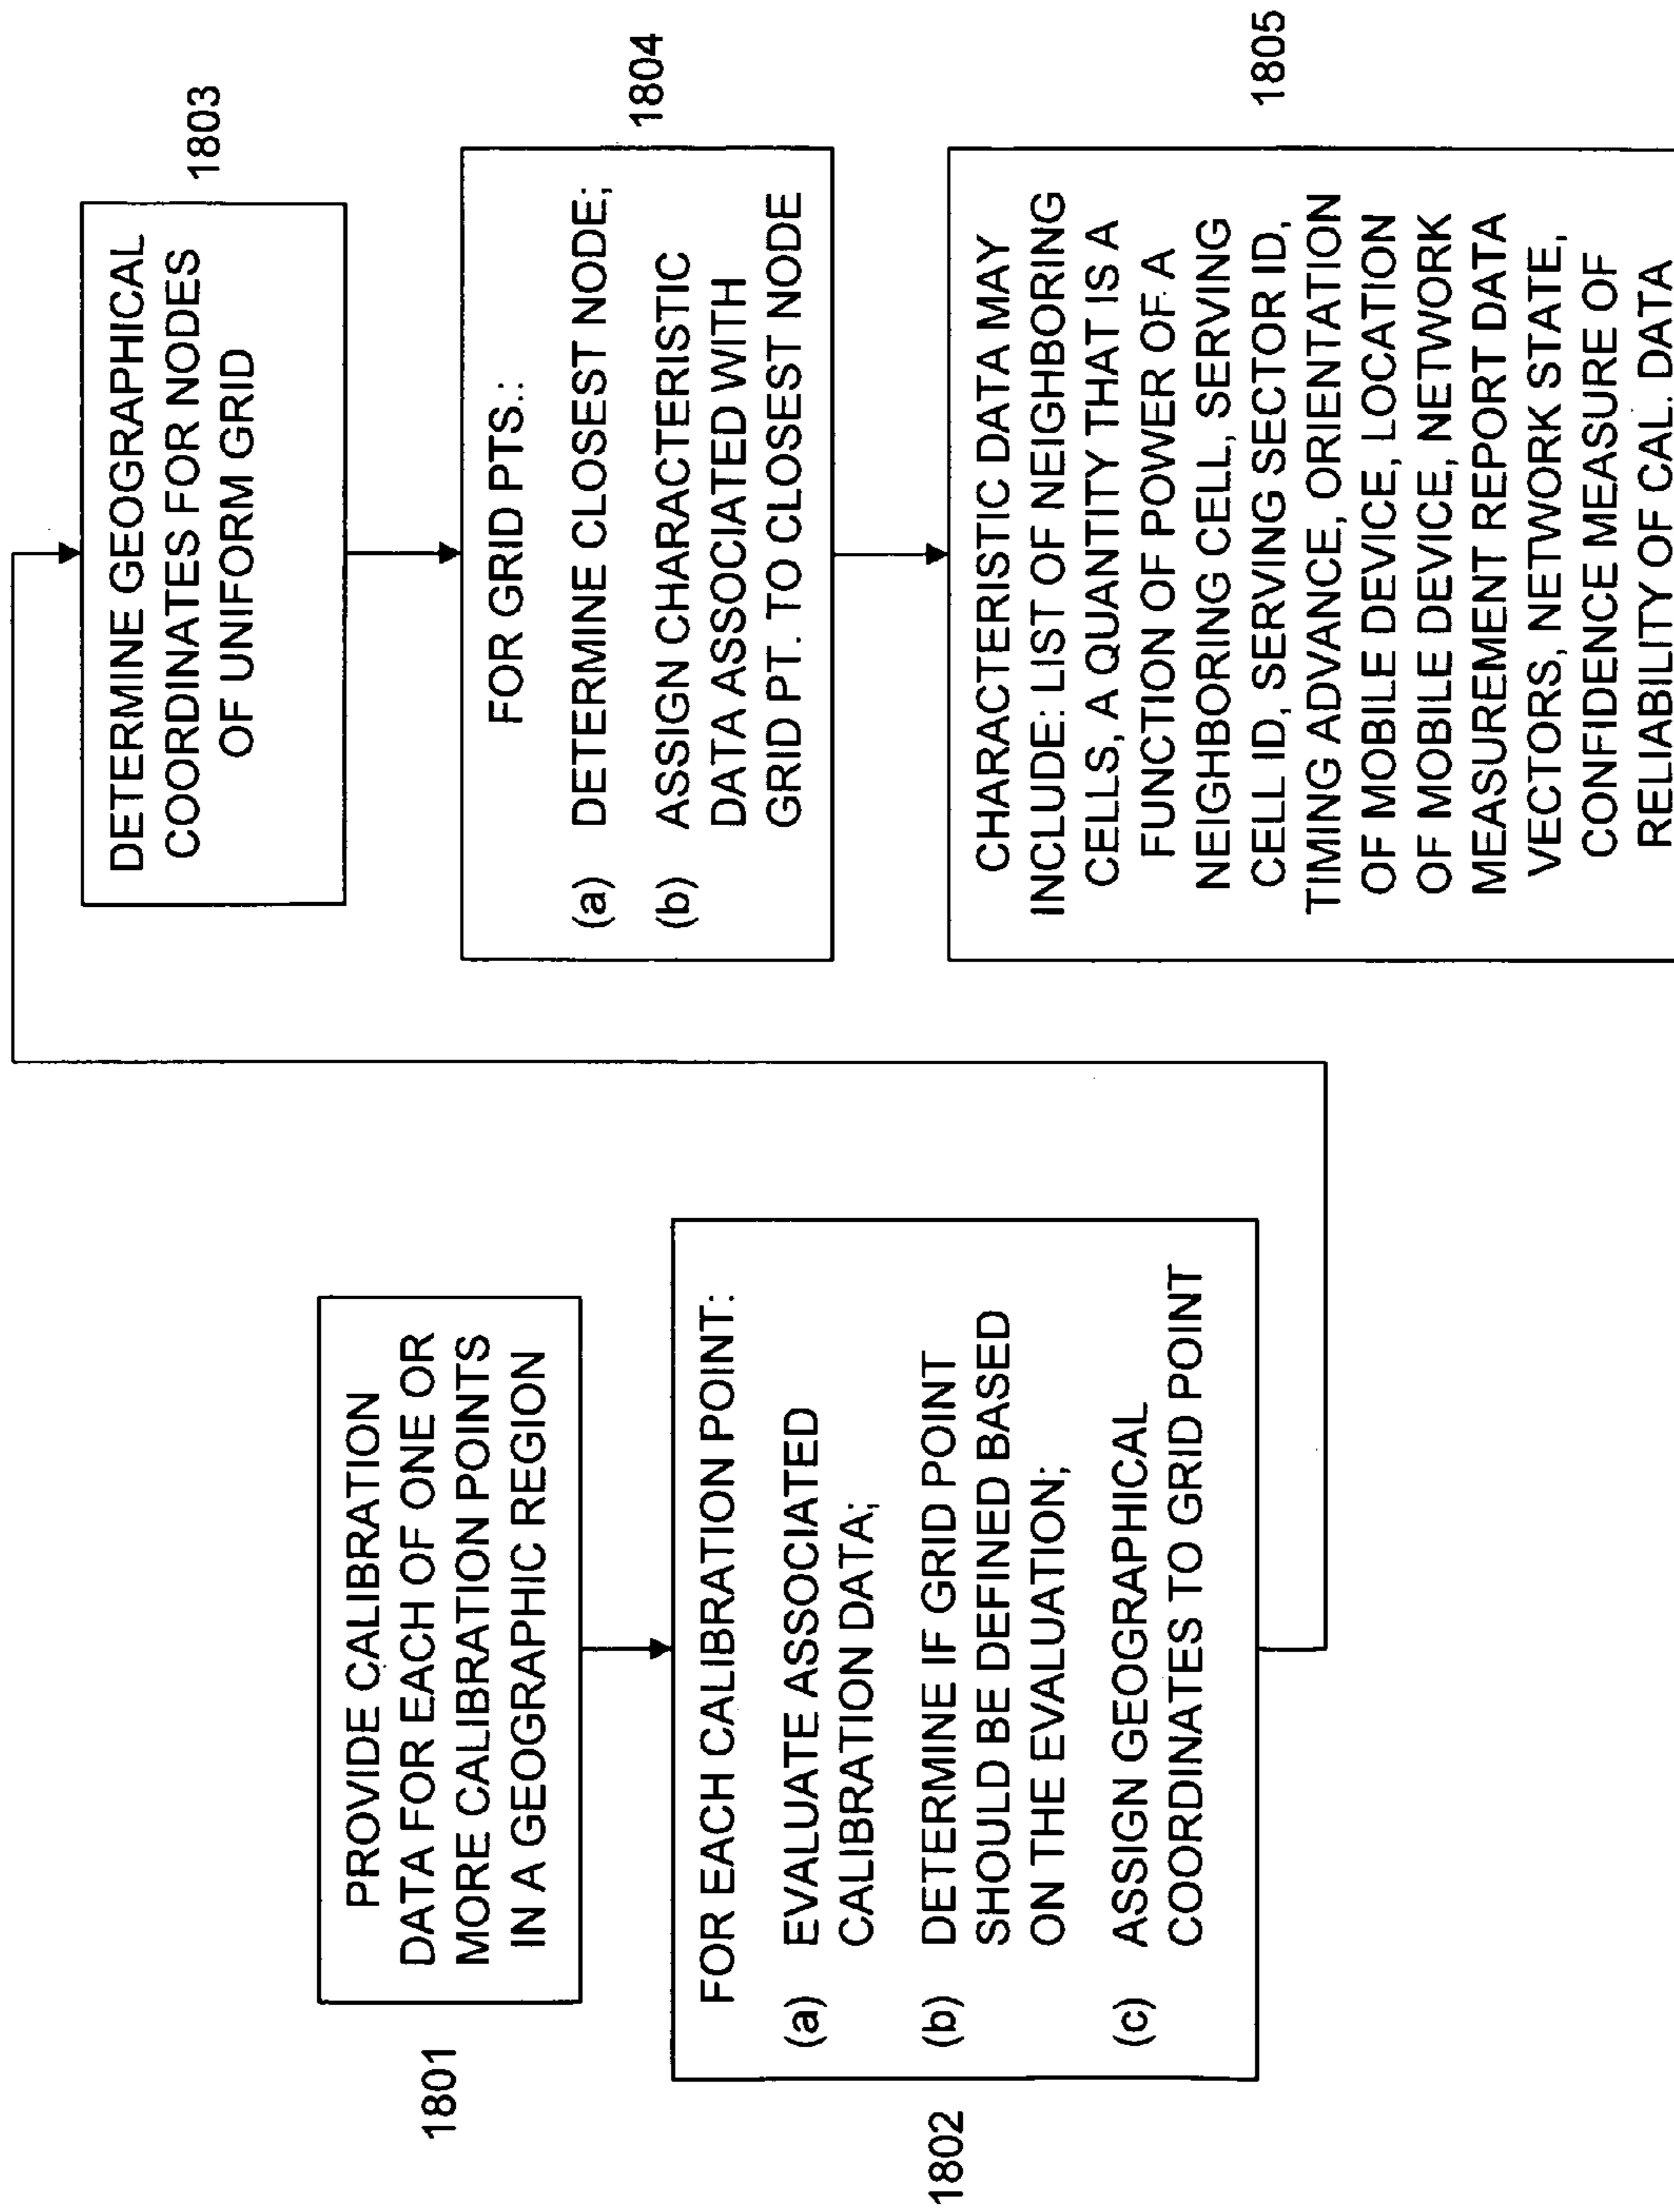 1801
PROVIDE CALIBRATION
DATA FOR EACH OF ONE OR
MORE CALIBRATION POINTS
IN A GEOGRAPHIC REGION
1802
FOR EACH CALIBRATION POINT:
(a) EVALUATE ASSOCIATED
CALIBRATION DATA;
(b) DETERMINE IF GRID POINT
SHOULD BE DEFINED BASED
ON THE EVALUATION;
(c) ASSIGN GEOGRAPHICAL
COORDINATES TO GRID POINT
DETERMINE GEOGRAPHICAL
COORDINATES FOR NODES
OF UNIFORM GRID
1803
FOR GRID PTS.:
(a) DETERMINE CLOSEST NODE;
(b) ASSIGN CHARACTERISTIC
DATA ASSOCIATED WITH
GRID PT. TO CLOSEST NODE
1804
CHARACTERISTIC DATA MAY
INCLUDE: LIST OF NEIGHBORING
CELLS, A QUANTITY THAT IS A
FUNCTION OF POWER OF A
NEIGHBORING CELL, SERVING
CELL ID, SERVING SECTOR ID,
TIMING ADVANCE, ORIENTATION
OF MOBILE DEVICE, LOCATION
OF MOBILE DEVICE, NETWORK
MEASUREMENT REPORT DATA
VECTORS, NETWORK STATE,
CONFIDENCE MEASURE OF
RELIABILITY OF CAL. DATA
1805